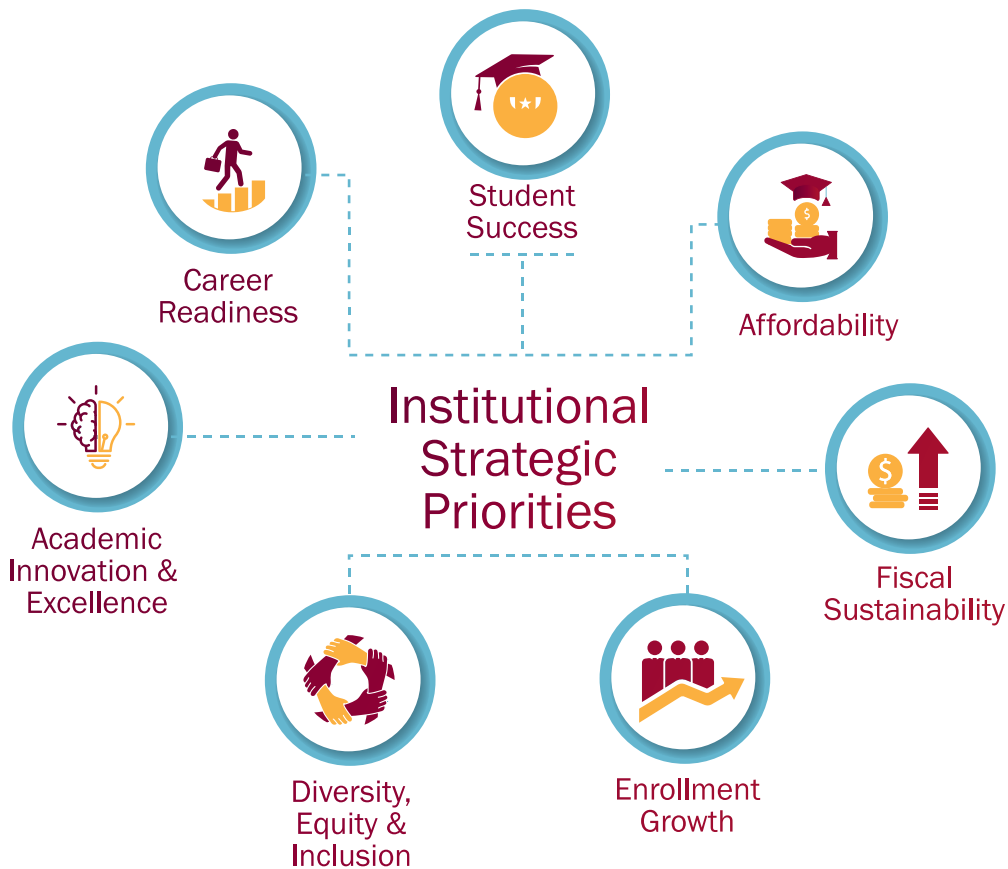 Student
Success
Career
Readiness
Affordability
Institutional
Strategic
Priorities
Academic
Innovation &
Excellence
$
$
Fiscal
Sustainability
Diversity,
Equity &
Inclusion
Enrollment
Growth